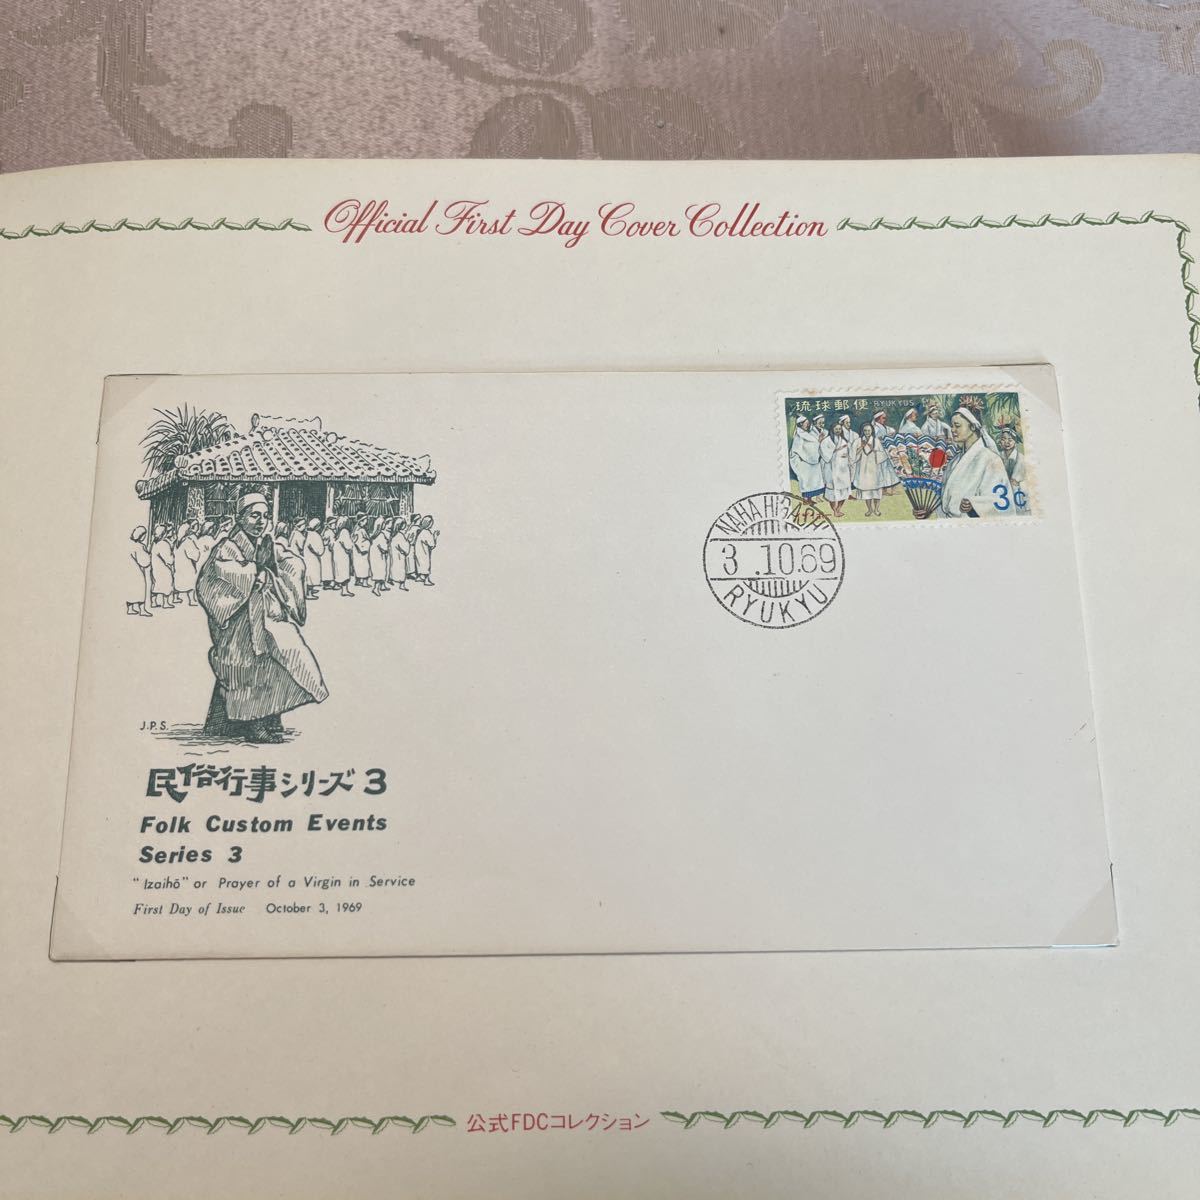 Official First Day Cover Collection
琉球郵便 RYUKYUS
3¢
NAHA HIGASHI
3.10.69
RYUKYU
J.P.S.
民俗行事シリーズ3
Folk Custom Events
Series 3
"Izaihō" or Prayer of a Virgin in Service
First Day of Issue October 3, 1969
公式FDCコレクション